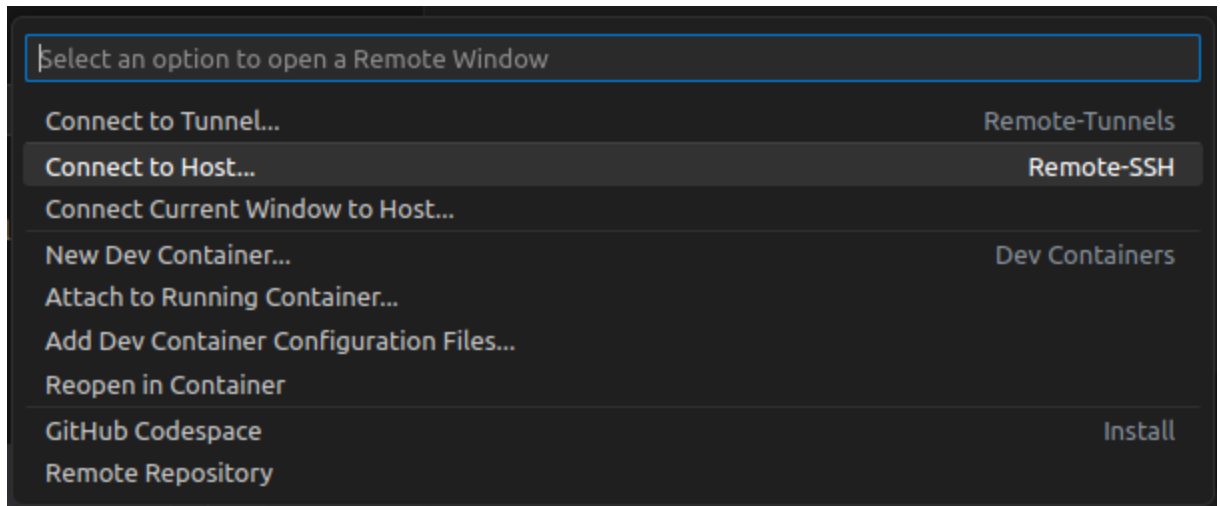 Select an option to open a Remote Window
Connect to Tunnel... Remote-Tunnels
Connect to Host... Remote-SSH
Connect Current Window to Host...
New Dev Container... Dev Containers
Attach to Running Container...
Add Dev Container Configuration Files...
Reopen in Container
GitHub Codespace Install
Remote Repository